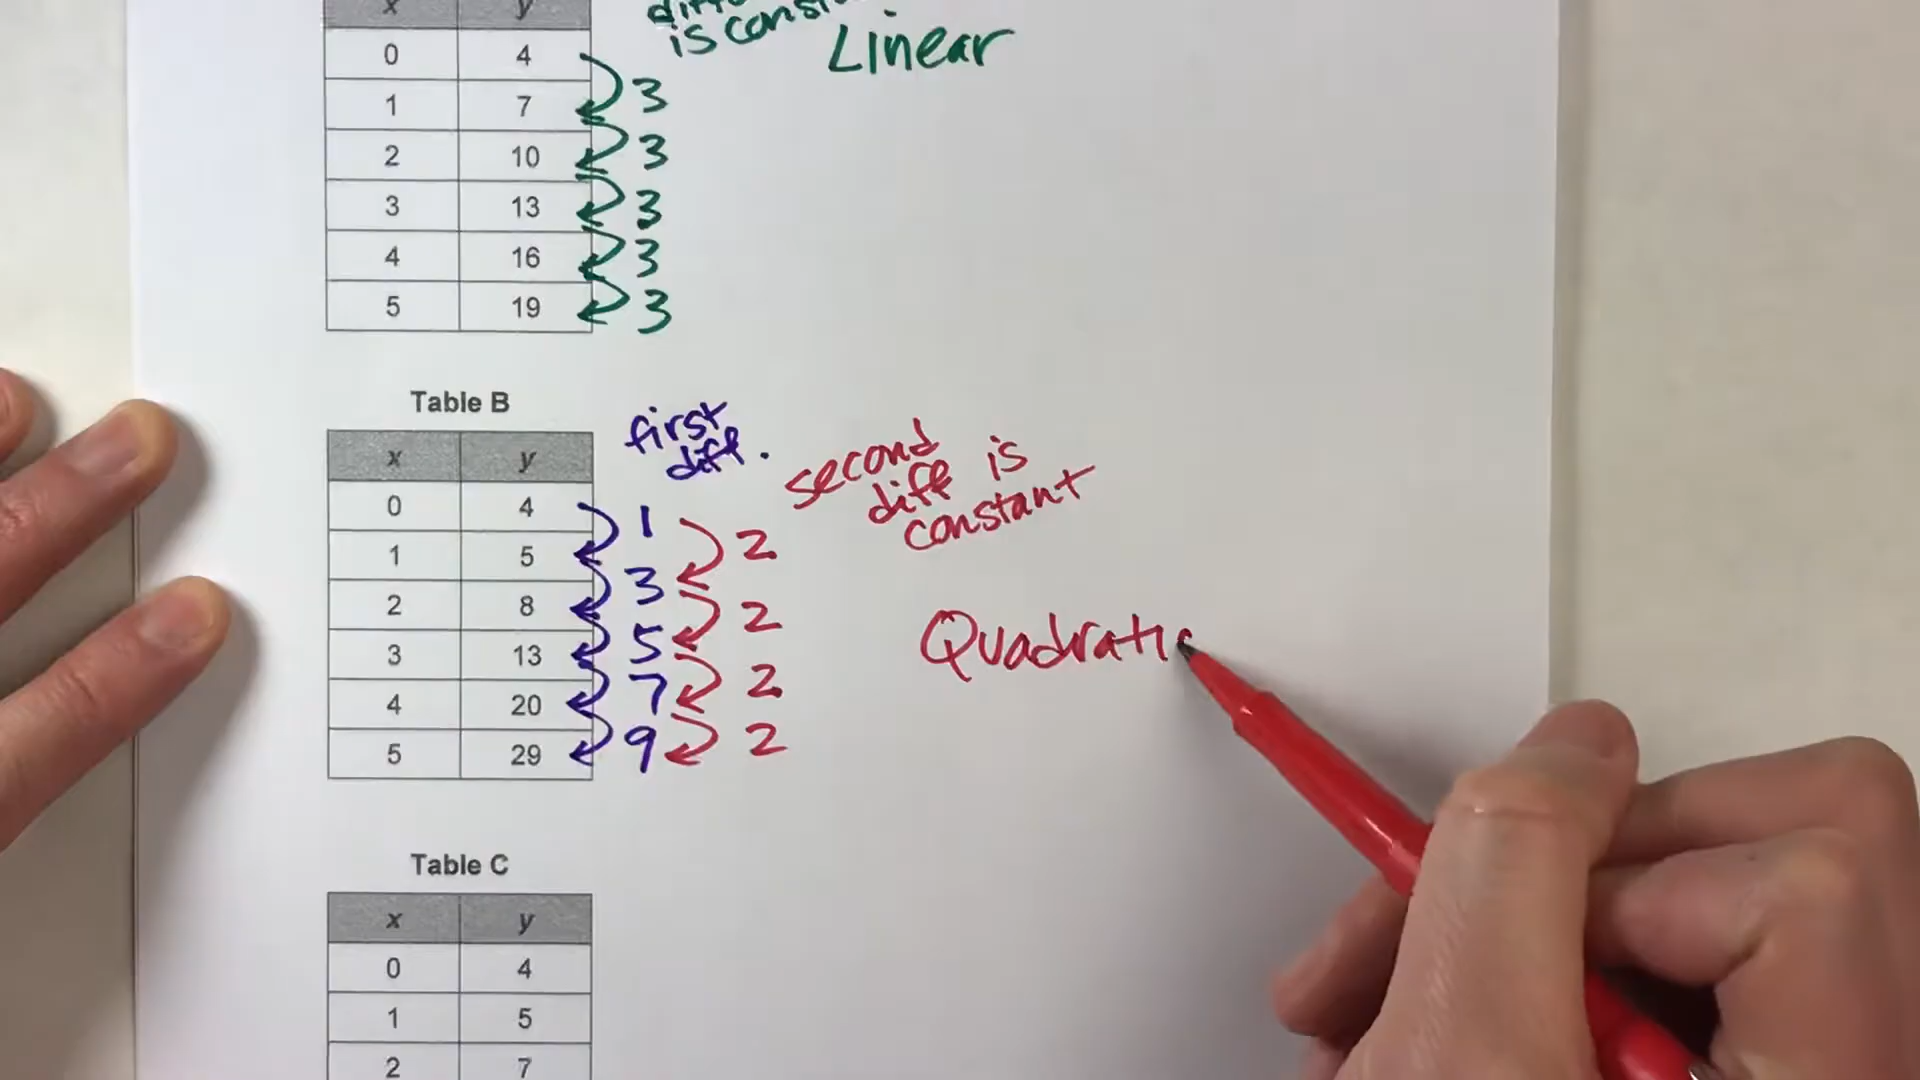 x y
is const
Linear
0 4
3
1 7
3
2 10
3
3 13
3
4 16
3
5 19
Table B
first
diff.
second
diff is
constant
x y
0 4
1
2
1 5
3
2
2 8
5
2
3 13
7
2
4 20
9
5 29
Quadratic
Table C
x y
0 4
1 5
2 7